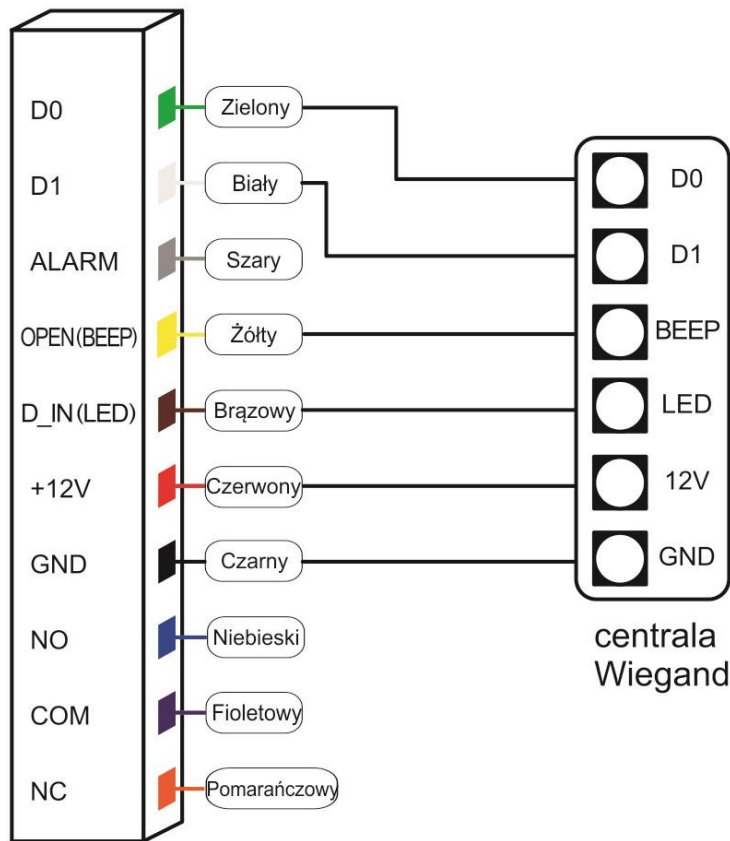 D0
Zielony
D0
D1
Biały
D1
ALARM
Szary
OPEN(BEEP)
Żółty
BEEP
D_IN(LED)
Brązowy
LED
+12V
Czerwony
12V
GND
Czarny
GND
NO
Niebieski
centrala
Wiegand
COM
Fioletowy
NC
Pomarańczowy